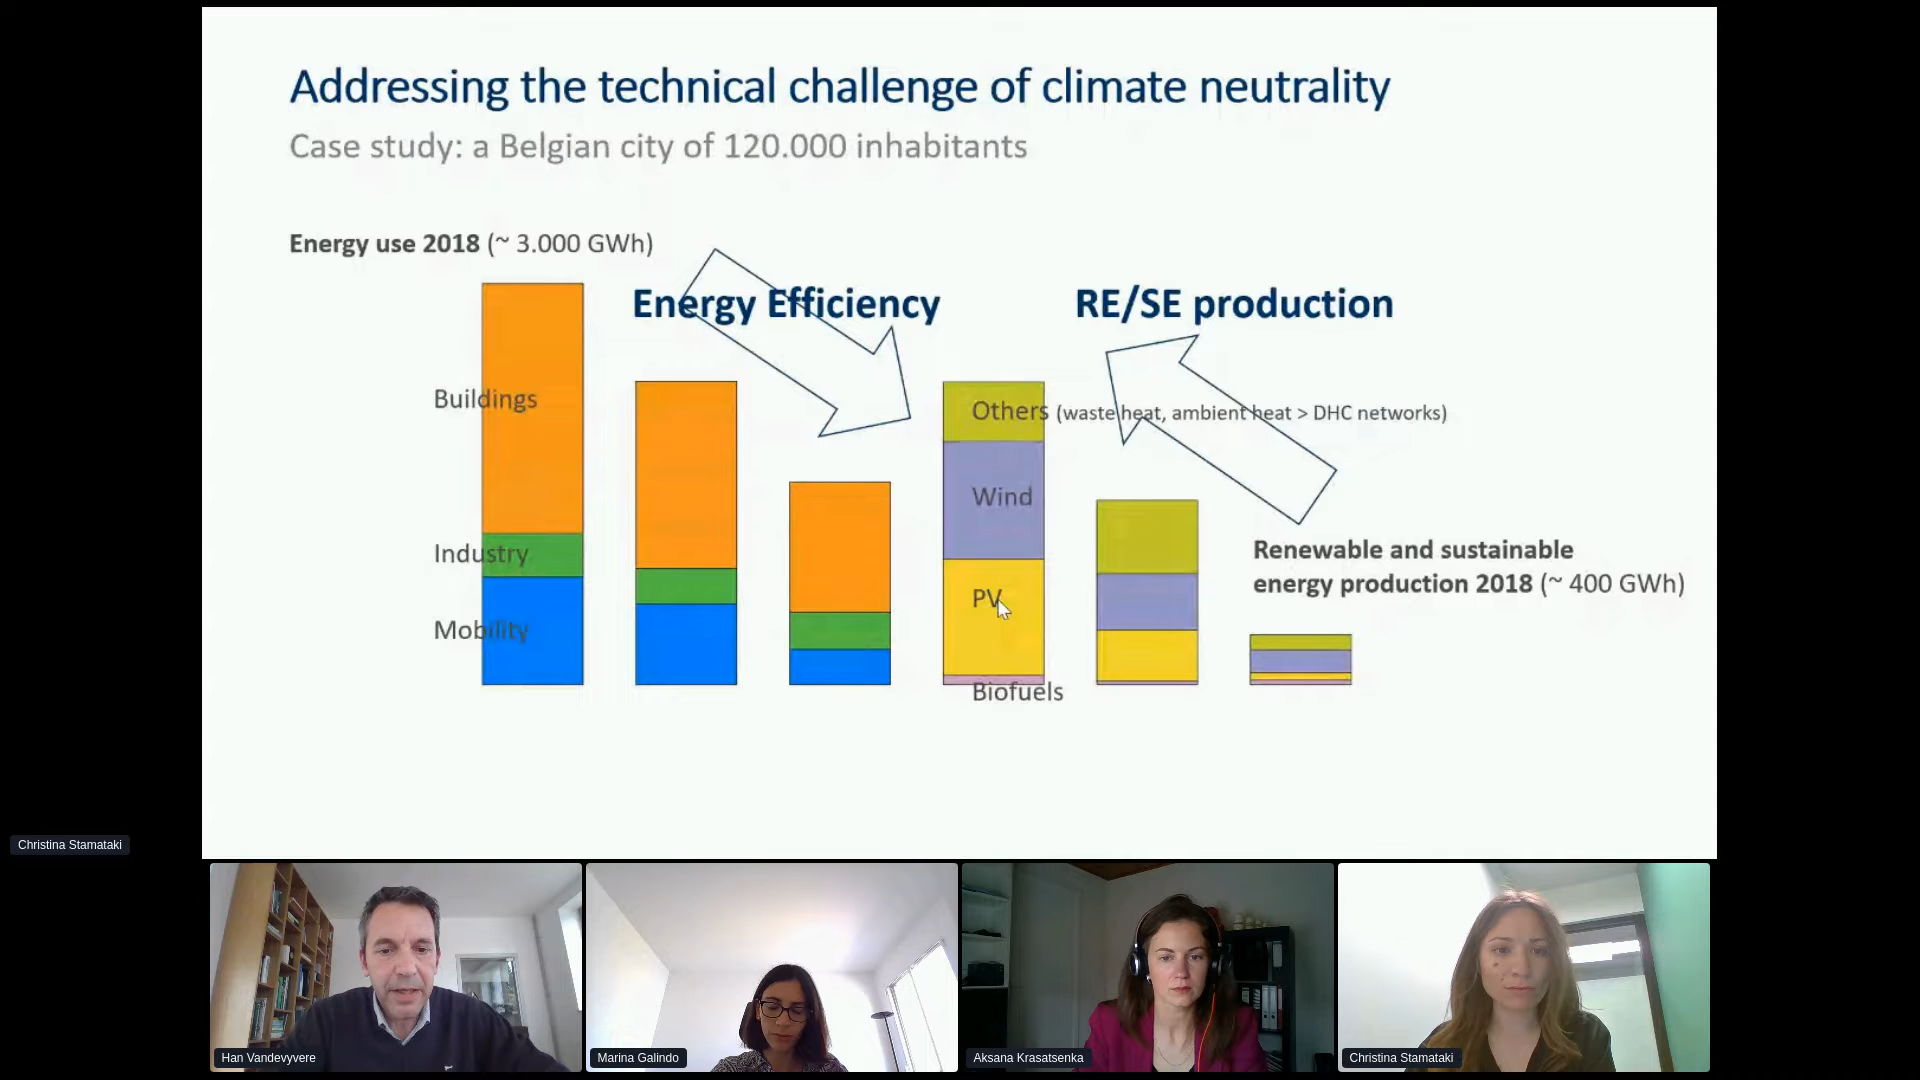 Addressing the technical challenge of climate neutrality
Case study: a Belgian city of 120.000 inhabitants
Energy use 2018 (~ 3.000 GWh)
Energy Efficiency
RE/SE production
Buildings
Others (waste heat, ambient heat > DHC networks)
Wind
Industry
Renewable and sustainable
energy production 2018 (~ 400 GWh)
PV
Mobility
Biofuels
Christina Stamataki
Han Vandevyvere
Marina Galindo
Aksana Krasatsenka
Christina Stamataki